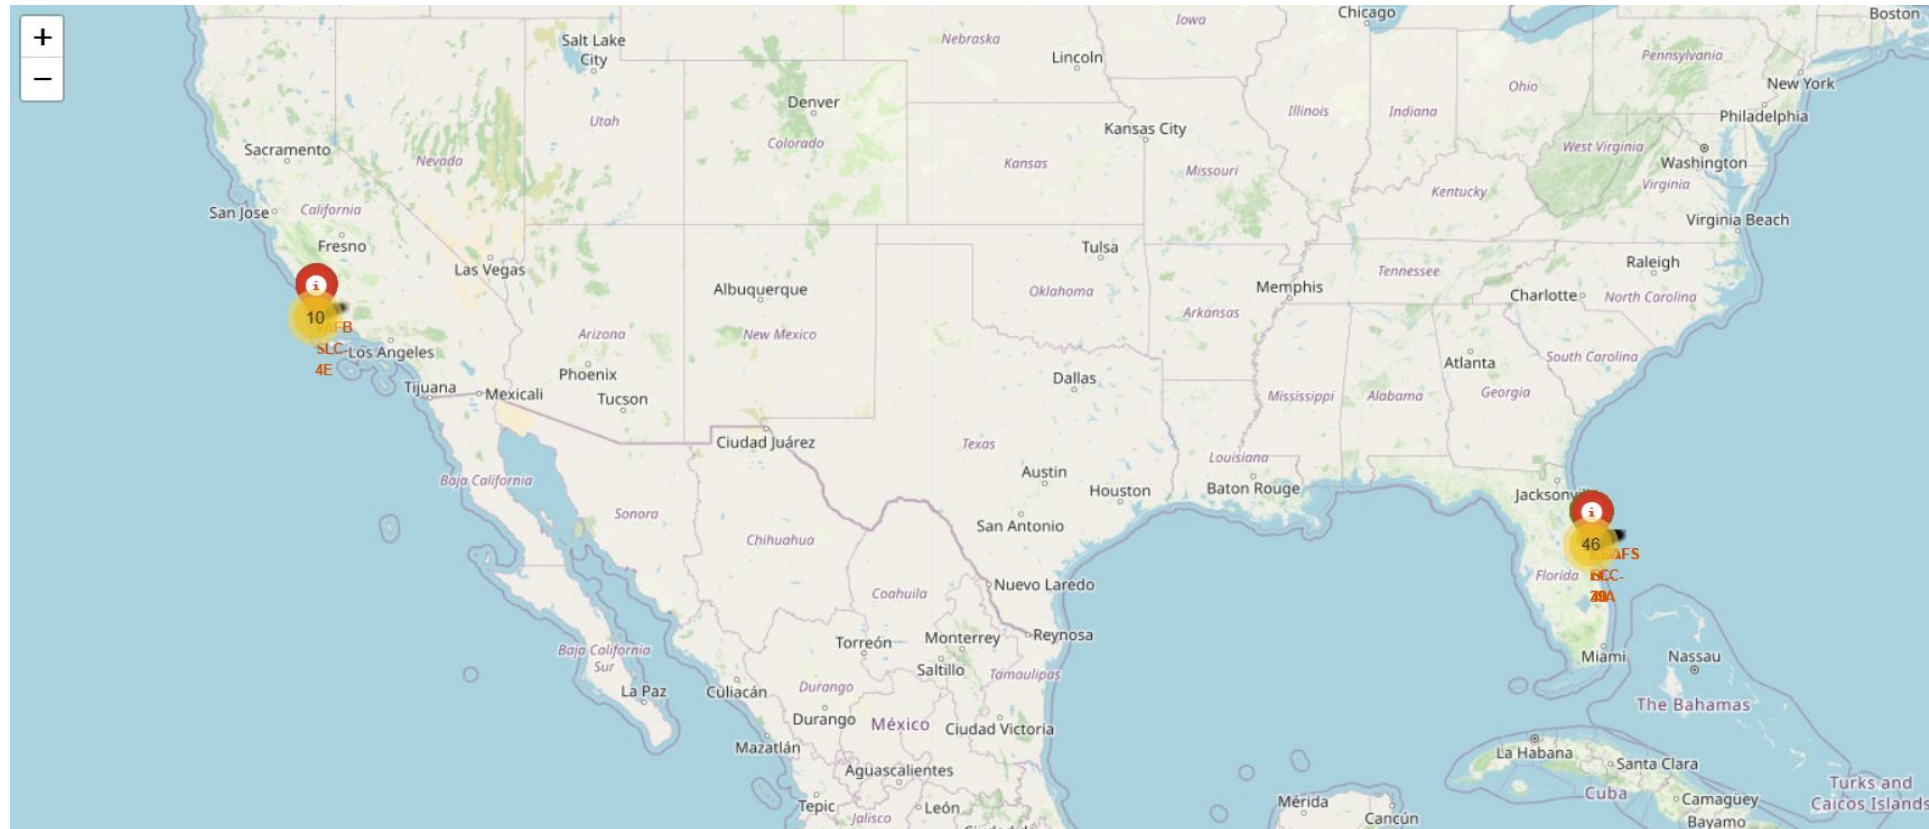 +
−
Chicago
Boston
Iowa
Nebraska
Salt Lake
City
Lincoln
Pennsylvania
New York
Ohio
Denver
Illinois
Indiana
Philadelphia
Utah
Kansas City
Colorado
Sacramento
Nevada
Kansas
Missouri
West Virginia
Washington
Kentucky
Virginia
San Jose
California
Virginia Beach
Fresno
Tulsa
Las Vegas
Raleigh
Tennessee
Albuquerque
Oklahoma
Memphis
Charlotte
North Carolina
i
10
VAFB
SLC-
4E
Los Angeles
Arizona
New Mexico
Arkansas
Atlanta
South Carolina
Phoenix
Dallas
Tijuana
Mexicali
Tucson
Mississippi
Alabama
Georgia
Ciudad Juárez
Texas
Louisiana
Baja California
Austin
Houston
Baton Rouge
Jacksonville
Sonora
San Antonio
i
Chihuahua
46
Florida
Nuevo Laredo
Coahuila
Reynosa
Torreón
Monterrey
Saltillo
Tamaulipas
Baja California
Sur
Miami
Nassau
La Paz
Culiacán
Durango
The Bahamas
Durango
México
Ciudad Victoria
Mazatlán
La Habana
Santa Clara
Aguascalientes
Turks and
Caicos Islands
Cuba
Camagüey
Tepic
León
Mérida
Jalisco
Cancún
Bayamo